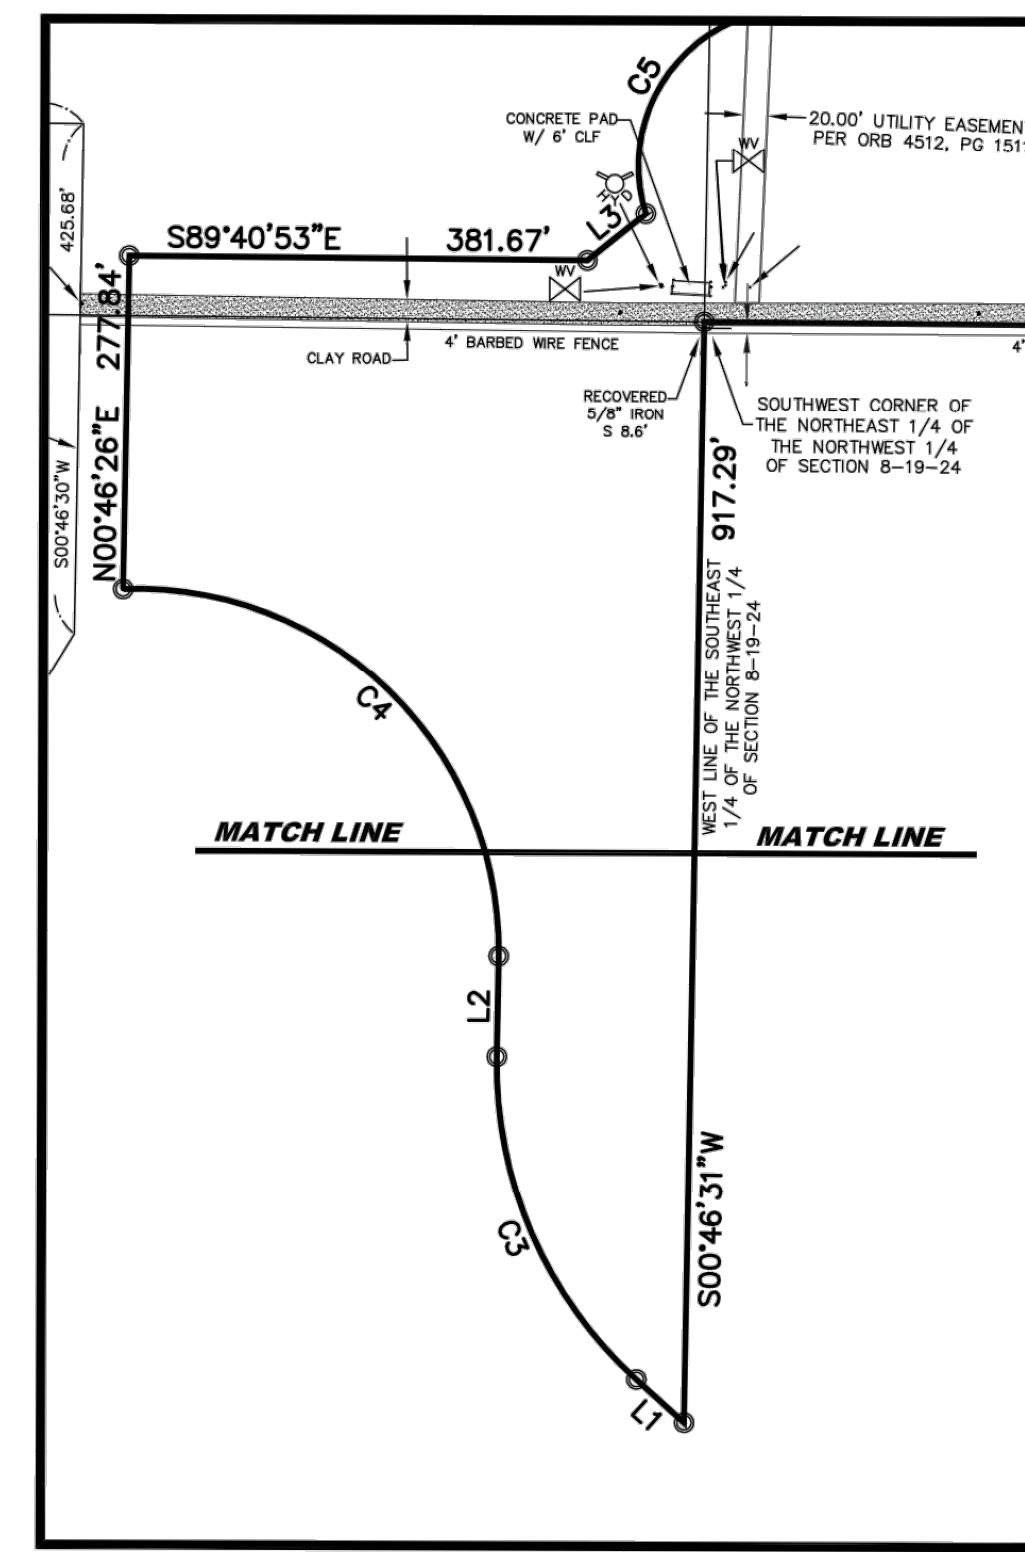 C5
CONCRETE PAD
W/ 6' CLF
20.00' UTILITY
PER ORB 4512, PG
WV
HYD
425.68'
S89°40'53"E 381.67'
L3
WV
277.84'
N00°46'26"E
CLAY ROAD
4' BARBED WIRE FENCE
4'
RECOVERED
5/8" IRON
S 8.6'
SOUTHWEST CORNER OF
THE NORTHEAST 1/4 OF
THE NORTHWEST 1/4
OF SECTION 8-19-24
S00°46'30"W
917.29'
WEST LINE OF THE SOUTHEAST
1/4 OF THE NORTHWEST 1/4
OF SECTION 8-19-24
C4
MATCH LINE
MATCH LINE
L2
S00°46'31"W
C3
L1